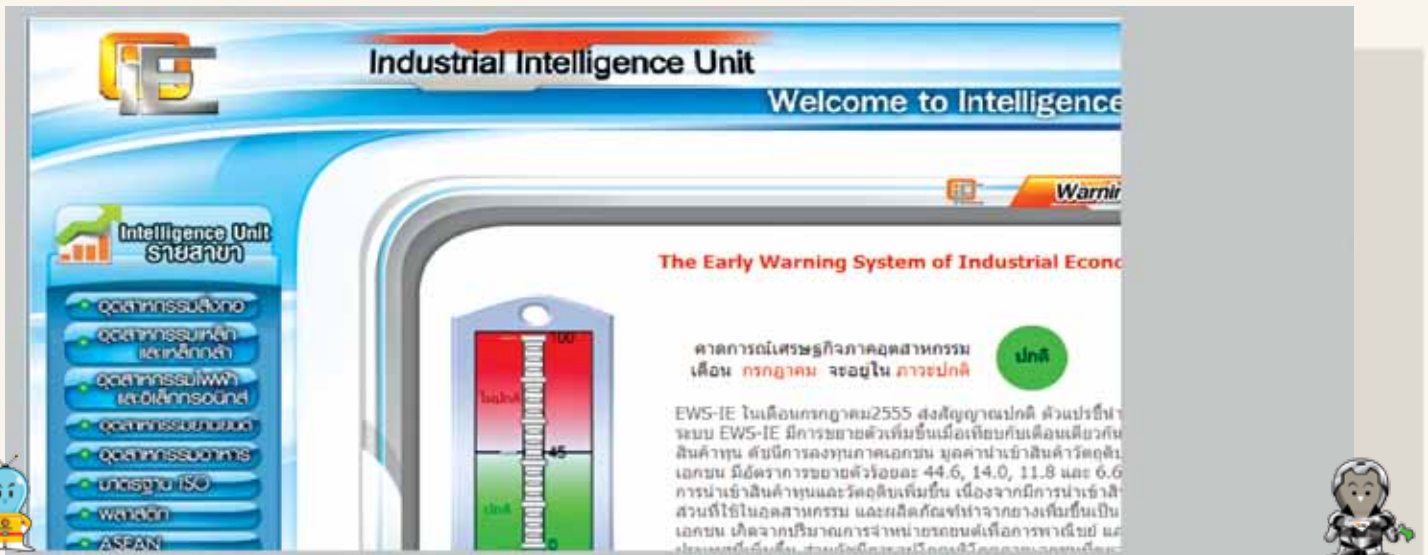 OiE
Industrial Intelligence Unit
Welcome to Intelligence
Intelligence Unit
รายสาขา
อุตสาหกรรมสิ่งทอ
อุตสาหกรรมเหล็ก
และเหล็กกล้า
อุตสาหกรรมไฟฟ้า
และอิเล็กทรอนิกส์
อุตสาหกรรมยานยนต์
อุตสาหกรรมอาหาร
มาตรฐาน ISO
พลาสติก
ASEAN
The Early Warning System of Industrial
100
ไม่ปกติ
45
ปกติ
0
คาดการณ์เศรษฐกิจภาคอุตสาหกรรม
เดือน กรกฎาคม จะอยู่ใน ภาวะปกติ
ปกติ
EWS-IE ในเดือนกรกฎาคม2555 ส่งสัญญาณปกติ ตัวแปรชี้นำ
ระบบ EWS-IE มีการขยายตัวเพิ่มขึ้นเมื่อเทียบกับเดือนเดียวกัน
สินค้าทุน ดัชนีการลงทุนภาคเอกชน มูลค่านำเข้าสินค้าวัตถุดิบ
เอกชน มีอัตราการขยายตัวร้อยละ 44.6, 14.0, 11.8 และ 6.6
การนำเข้าสินค้าทุนและวัตถุดิบเพิ่มขึ้น เนื่องจากมีการนำเข้า
ส่วนที่ใช้ในอุตสาหกรรม และผลิตภัณฑ์ทำจากยางเพิ่มขึ้นเป็น
เอกชน เกิดจากปริมาณการจำหน่ายรถยนต์เพื่อการพาณิชย์